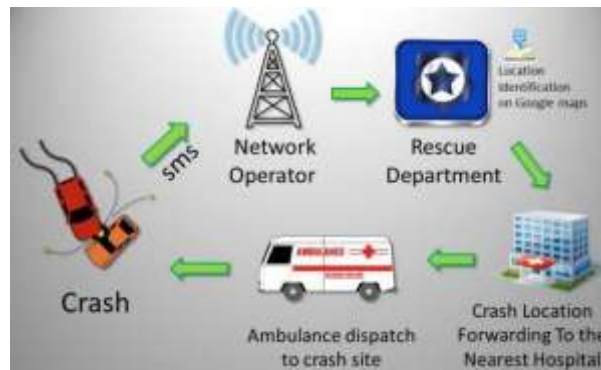 Location
identification
on Google maps
Network
Operator
Rescue
Department
sms
AMBULANCE
Crash
Ambulance dispatch
to crash site
Crash Location
Forwarding To the
Nearest Hospital